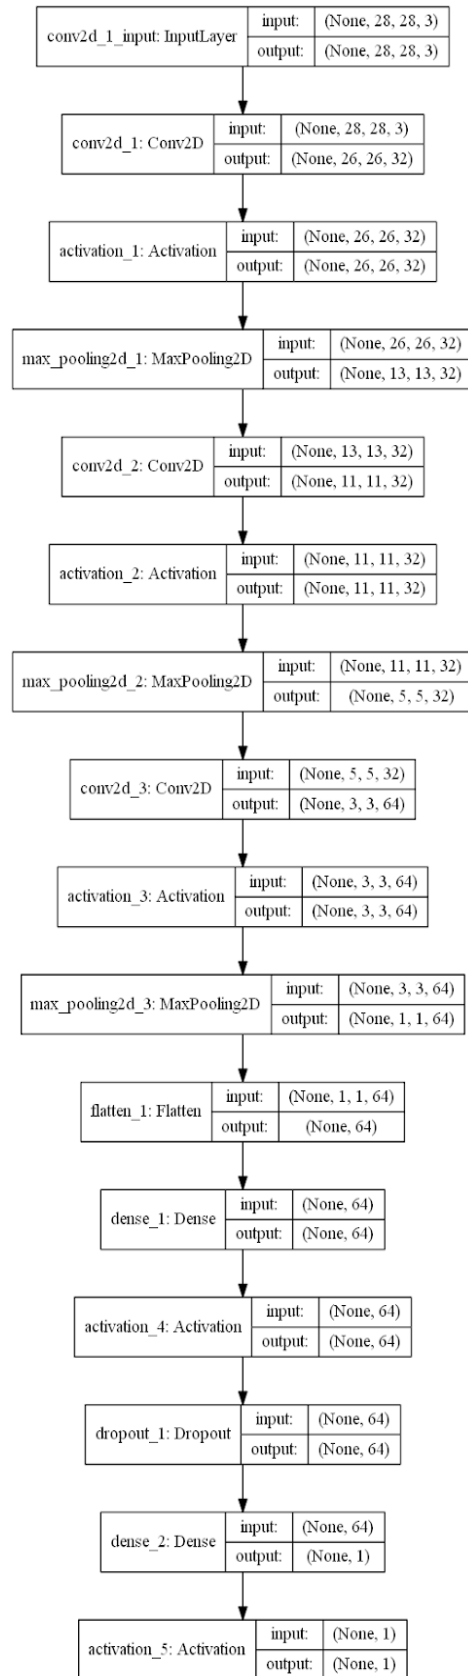 conv2d_1_input: InputLayer input: (None, 28, 28, 3)
output: (None, 28, 28, 3)
conv2d_1: Conv2D input: (None, 28, 28, 3)
output: (None, 26, 26, 32)
activation_1: Activation input: (None, 26, 26, 32)
output: (None, 26, 26, 32)
max_pooling2d_1: MaxPooling2D input: (None, 26, 26, 32)
output: (None, 13, 13, 32)
conv2d_2: Conv2D input: (None, 13, 13, 32)
output: (None, 11, 11, 32)
activation_2: Activation input: (None, 11, 11, 32)
output: (None, 11, 11, 32)
max_pooling2d_2: MaxPooling2D input: (None, 11, 11, 32)
output: (None, 5, 5, 32)
conv2d_3: Conv2D input: (None, 5, 5, 32)
output: (None, 3, 3, 64)
activation_3: Activation input: (None, 3, 3, 64)
output: (None, 3, 3, 64)
max_pooling2d_3: MaxPooling2D input: (None, 3, 3, 64)
output: (None, 1, 1, 64)
flatten_1: Flatten input: (None, 1, 1, 64)
output: (None, 64)
dense_1: Dense input: (None, 64)
output: (None, 64)
activation_4: Activation input: (None, 64)
output: (None, 64)
dropout_1: Dropout input: (None, 64)
output: (None, 64)
dense_2: Dense input: (None, 64)
output: (None, 1)
activation_5: Activation input: (None, 1)
output: (None, 1)